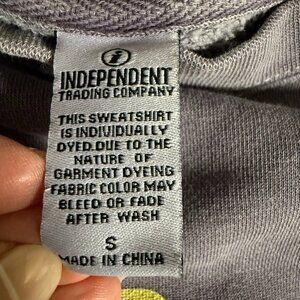 i
INDEPENDENT
TRADING COMPANY
THIS SWEATSHIRT
IS INDIVIDUALLY
DYED.DUE TO THE
NATURE OF
GARMENT DYEING
FABRIC COLOR MAY
BLEED OR FADE
AFTER WASH
S
MADE IN CHINA